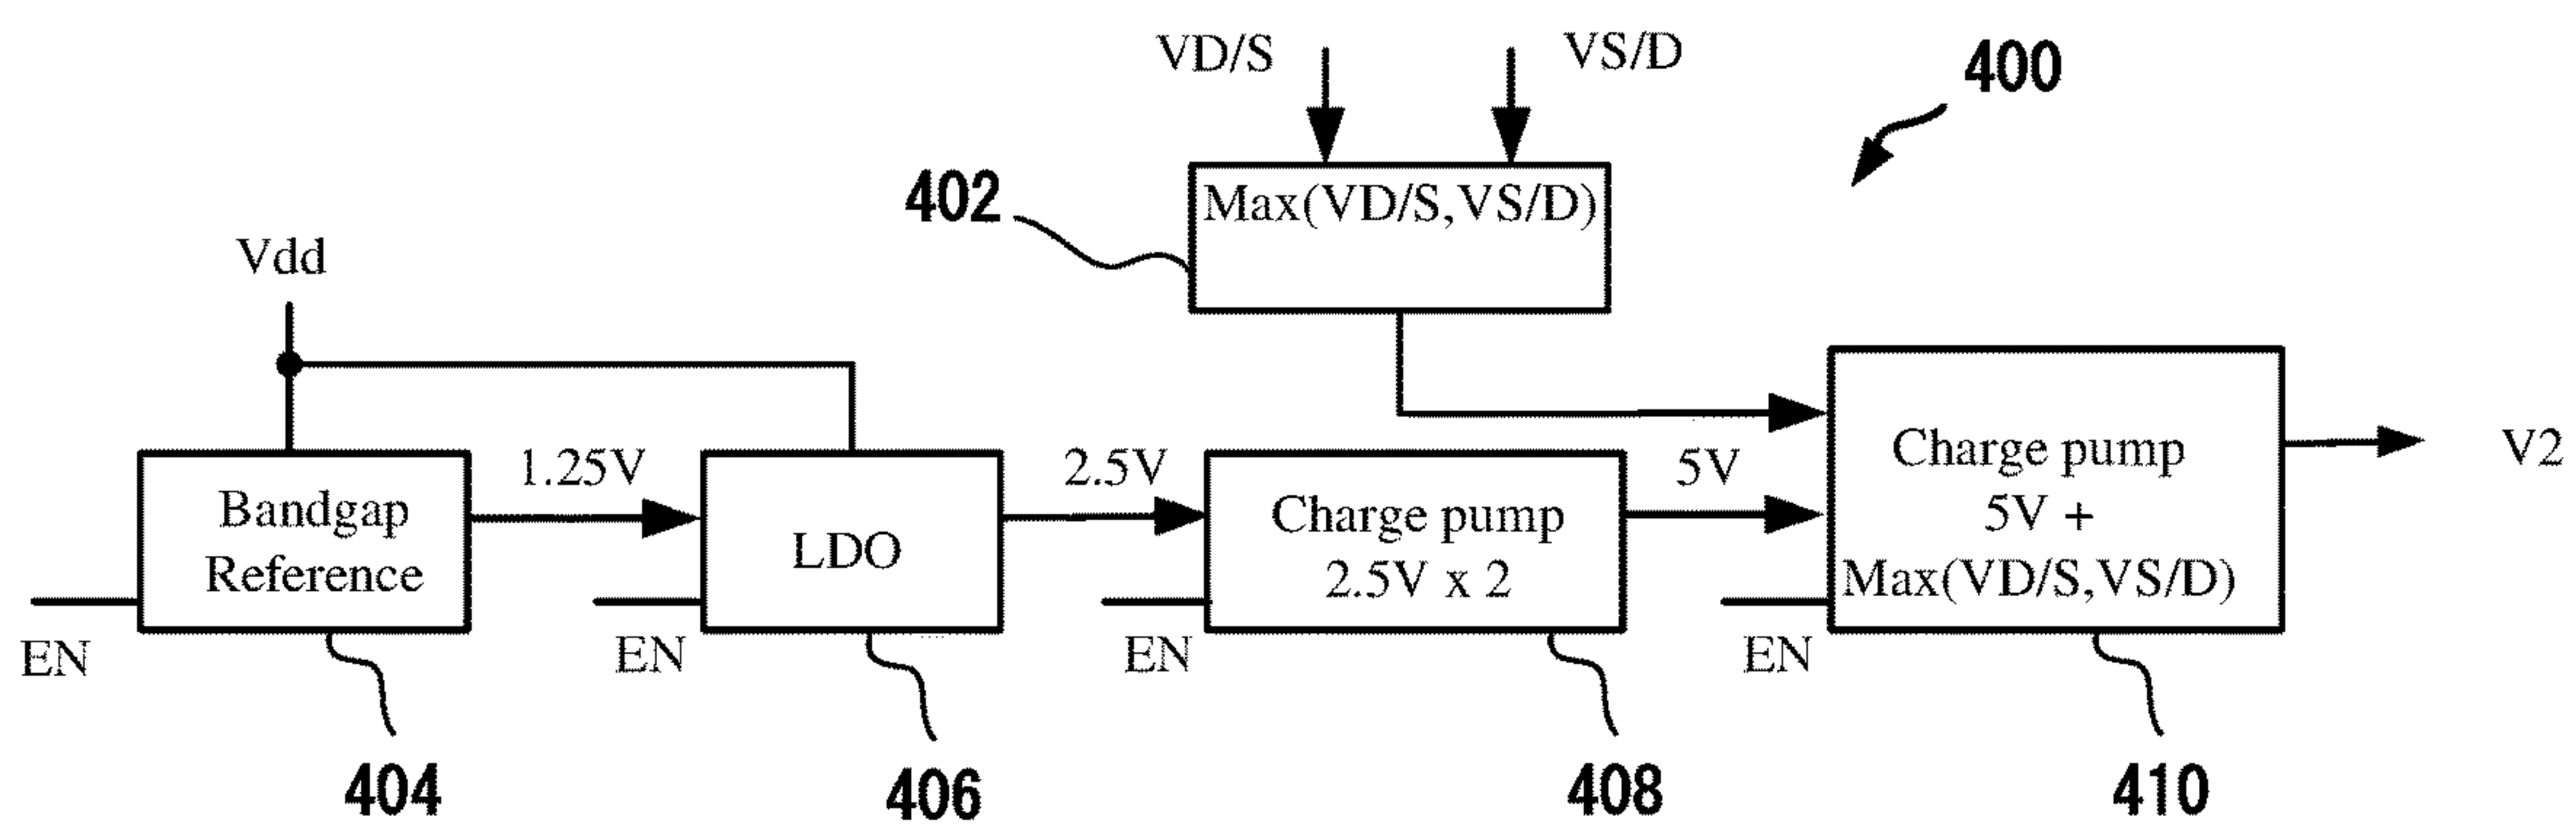 VD/S
VS/D
400
402
Max(VD/S,VS/D)
Vdd
Bandgap
Reference
1.25V
LDO
2.5V
Charge pump
2.5V x 2
5V
Charge pump
5V +
Max(VD/S,VS/D)
V2
EN
EN
EN
EN
404
406
408
410